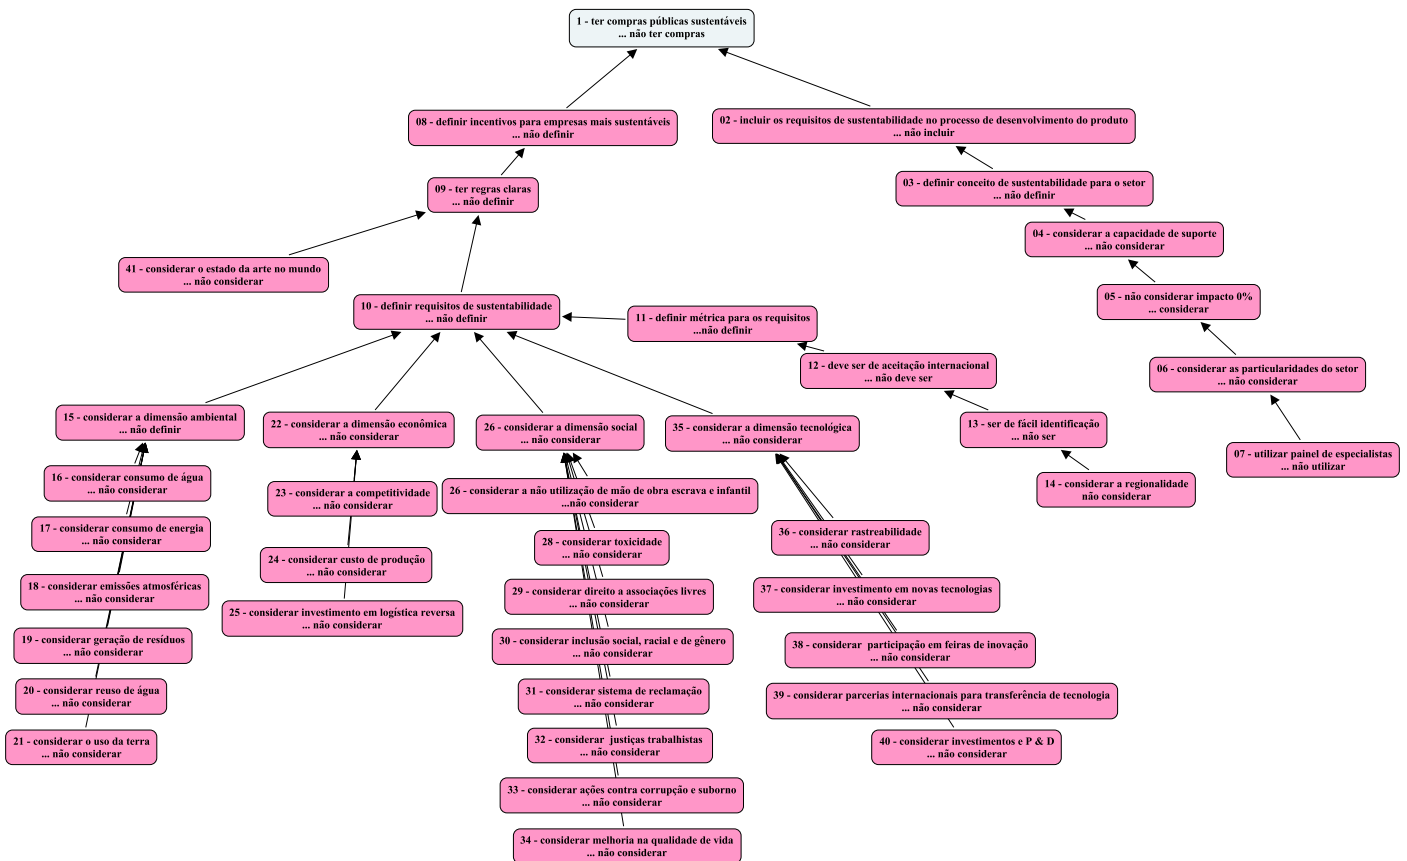 1 - ter compras públicas sustentáveis
... não ter compras
08 - definir incentivos para empresas mais sustentáveis
... não definir
02 - incluir os requisitos de sustentabilidade no processo de desenvolvimento do produto
... não incluir
09 - ter regras claras
... não definir
03 - definir conceito de sustentabilidade para o setor
... não definir
04 - considerar a capacidade de suporte
... não considerar
41 - considerar o estado da arte no mundo
... não considerar
05 - não considerar impacto 0%
... considerar
10 - definir requisitos de sustentabilidade
... não definir
11 - definir métrica para os requisitos
...não definir
12 - deve ser de aceitação internacional
... não deve ser
06 - considerar as particularidades do setor
... não considerar
15 - considerar a dimensão ambiental
... não definir
22 - considerar a dimensão econômica
... não considerar
26 - considerar a dimensão social
... não considerar
35 - considerar a dimensão tecnológica
... não considerar
13 - ser de fácil identificação
... não ser
07 - utilizar painel de especialistas
... não utilizar
16 - considerar consumo de água
... não considerar
23 - considerar a competitividade
... não considerar
26 - considerar a não utilização de mão de obra escrava e infantil
...não considerar
14 - considerar a regionalidade
não considerar
17 - considerar consumo de energia
... não considerar
28 - considerar toxicidade
... não considerar
36 - considerar rastreabilidade
... não considerar
24 - considerar custo de produção
... não considerar
18 - considerar emissões atmosféricas
... não considerar
29 - considerar direito a associações livres
... não considerar
37 - considerar investimento em novas tecnologias
... não considerar
25 - considerar investimento em logística reversa
... não considerar
19 - considerar geração de resíduos
... não considerar
30 - considerar inclusão social, racial e de gênero
... não considerar
38 - considerar  participação em feiras de inovação
... não considerar
20 - considerar reuso de água
... não considerar
31 - considerar sistema de reclamação
... não considerar
39 - considerar parcerias internacionais para transferência de tecnologia
... não considerar
21 - considerar o uso da terra
... não considerar
32 - considerar  justiças trabalhistas
... não considerar
40 - considerar investimentos e P & D
... não considerar
33 - considerar ações contra corrupção e suborno
... não considerar
34 - considerar melhoria na qualidade de vida
... não considerar